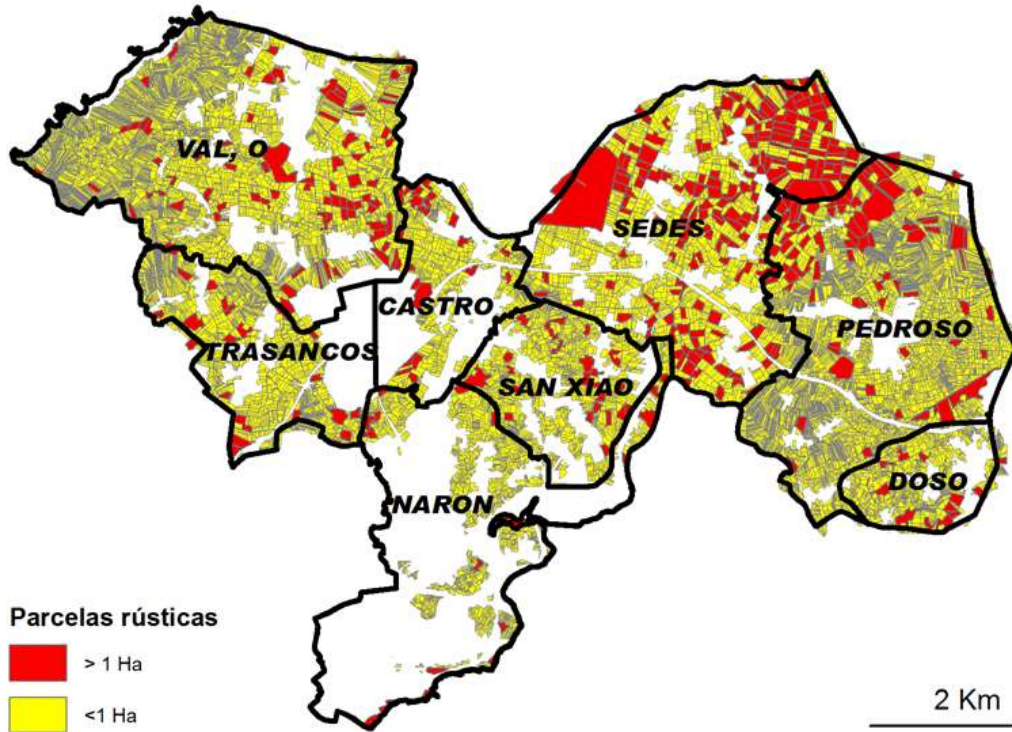 VAL, O
SEDES
CASTRO
PEDROSO
TRASANCOS
SAN XIAO
DOSO
NARON
Parcelas rústicas
> 1 Ha
<1 Ha
2 Km